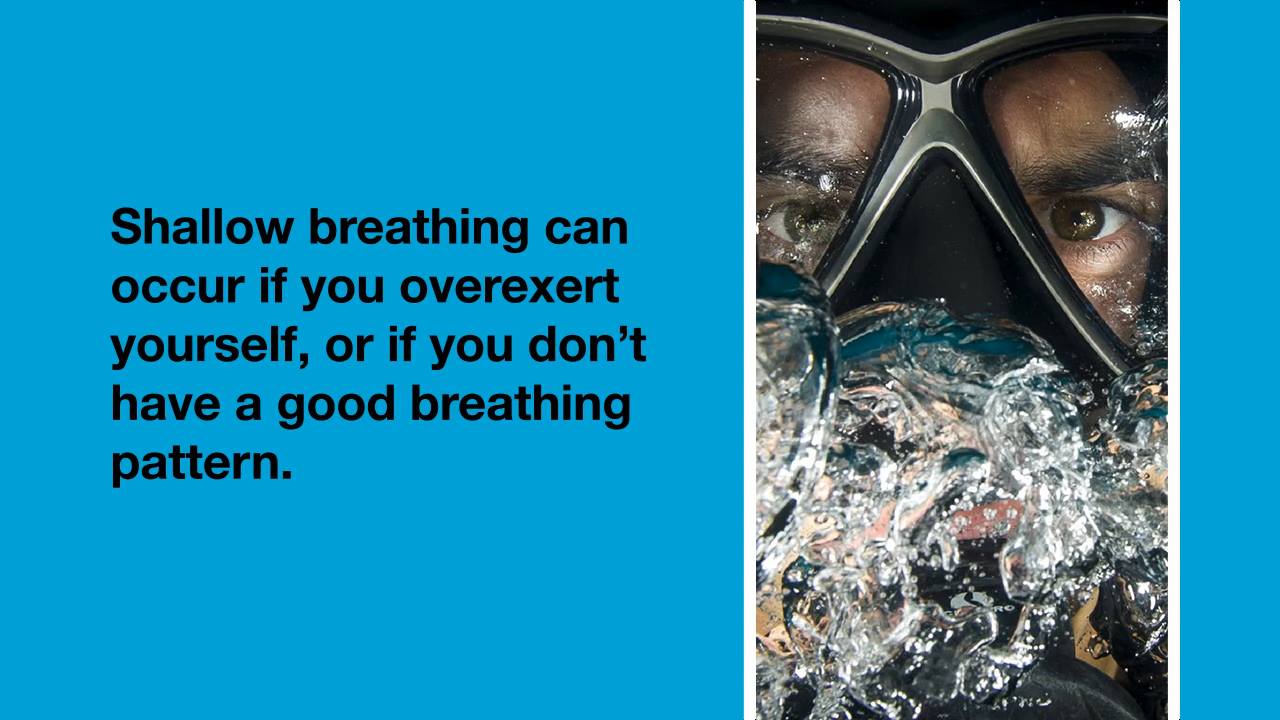 Shallow breathing can
occur if you overexert
yourself, or if you don’t
have a good breathing
pattern.